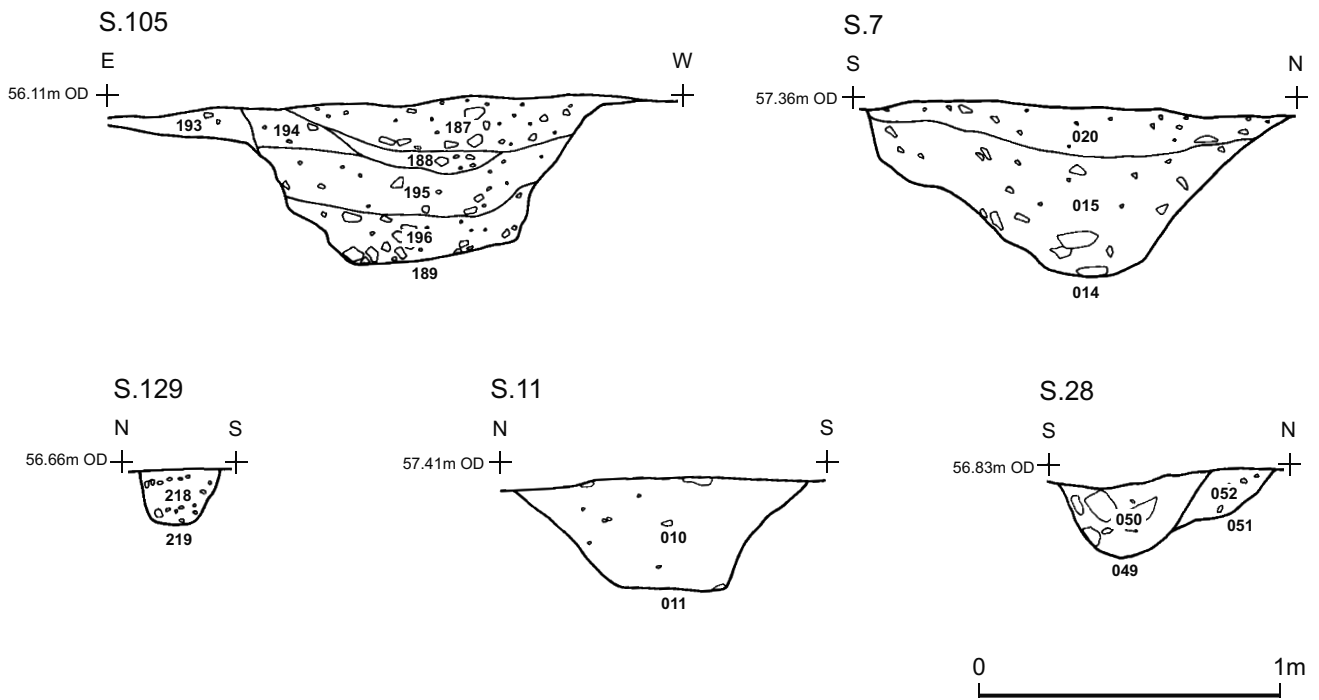 S.105
E W
56.11m OD
193 194 187
188
195
196
189
S.7
S N
57.36m OD
020
015
014
S.129
N S
56.66m OD
218
219
S.11
N S
57.41m OD
010
011
S.28
S N
56.83m OD
050 052
051
049
0 1m